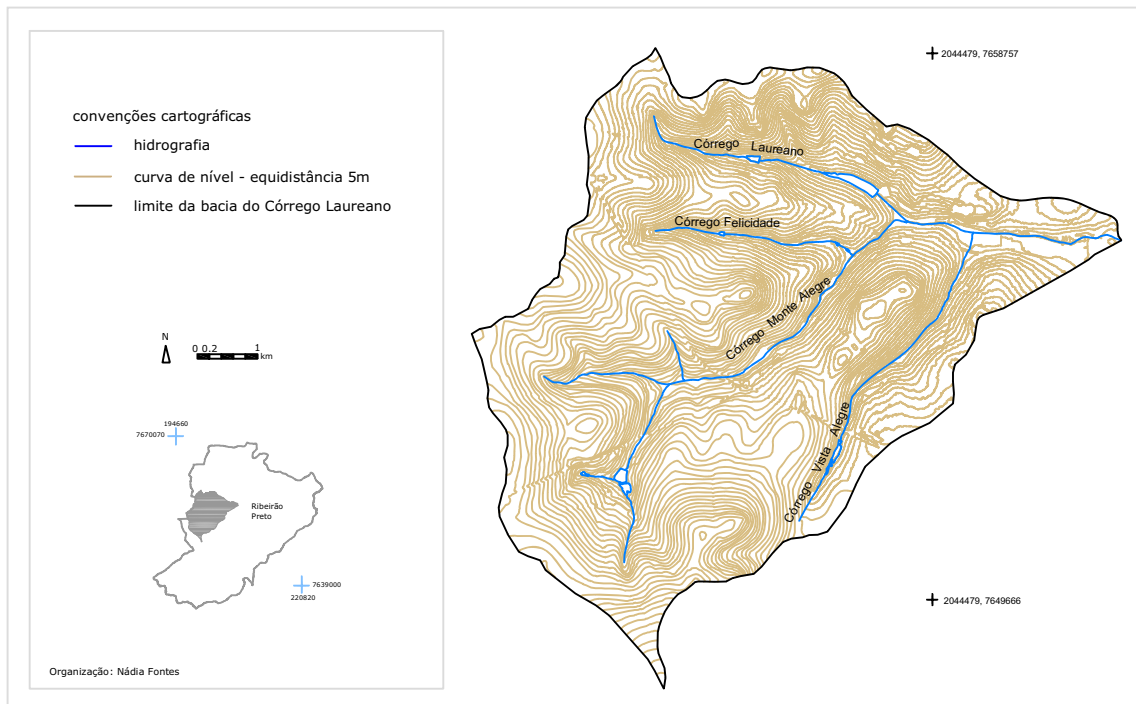 convenções cartográficas
hidrografia
curva de nível - equidistância 5m
limite da bacia do Córrego Laureano
N
0 0.2 1
km
194660
7670070
Ribeirão
Preto
7639000
220820
Organização: Nádia Fontes
2044479, 7658757
Córrego Laureano
Córrego Felicidade
Córrego Monte Alegre
Córrego Vista Alegre
2044479, 7649666